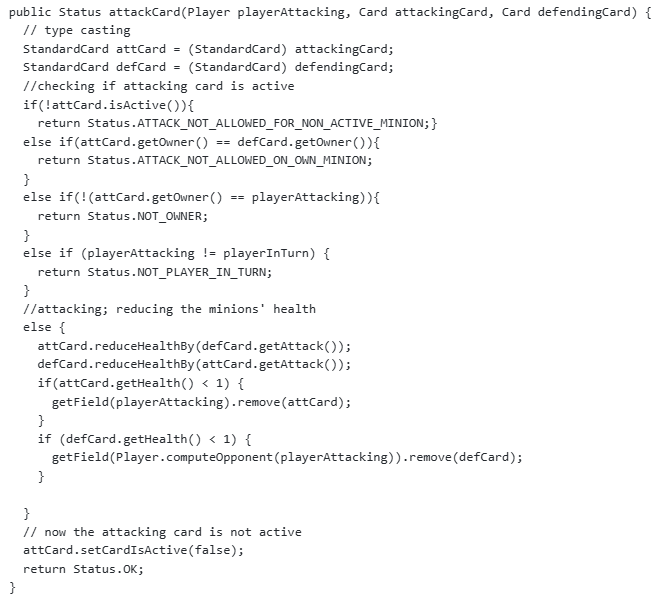 public Status attackCard(Player playerAttacking, Card attackingCard, Card defendingCard) {
  // type casting
  StandardCard attCard = (StandardCard) attackingCard;
  StandardCard defCard = (StandardCard) defendingCard;
  //checking if attacking card is active
  if(!attCard.isActive()){
    return Status.ATTACK_NOT_ALLOWED_FOR_NON_ACTIVE_MINION;}
  else if(attCard.getOwner() == defCard.getOwner()){
    return Status.ATTACK_NOT_ALLOWED_ON_OWN_MINION;
  }
  else if(!(attCard.getOwner() == playerAttacking)){
    return Status.NOT_OWNER;
  }
  else if (playerAttacking != playerInTurn) {
    return Status.NOT_PLAYER_IN_TURN;
  }
  //attacking; reducing the minions' health
  else {
    attCard.reduceHealthBy(defCard.getAttack());
    defCard.reduceHealthBy(attCard.getAttack());
    if(attCard.getHealth() < 1) {
      getField(playerAttacking).remove(attCard);
    }
    if (defCard.getHealth() < 1) {
      getField(Player.computeOpponent(playerAttacking)).remove(defCard);
    }

  }
  // now the attacking card is not active
  attCard.setCardIsActive(false);
  return Status.OK;
}